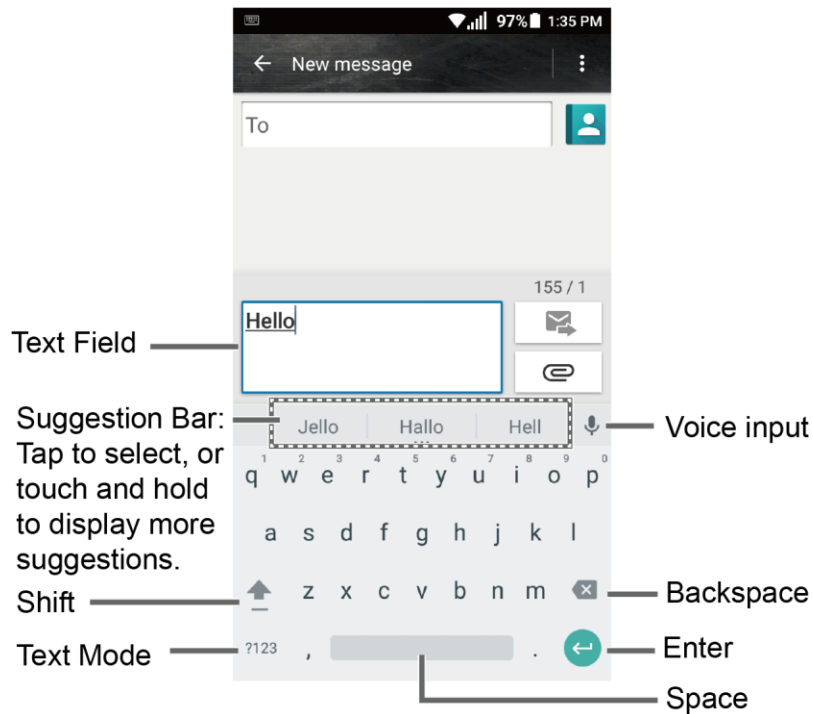 97% 1:35 PM
New message
To
155 / 1
Hello
Text Field
Suggestion Bar:
Tap to select, or
touch and hold
to display more
suggestions.
Jello Hallo Hell
Voice input
1 2 3 4 5 6 7 8 9 0
q w e r t y u i o p
a s d f g h j k l
Shift
z x c v b n m
Backspace
Text Mode
?123 , .
Enter
Space